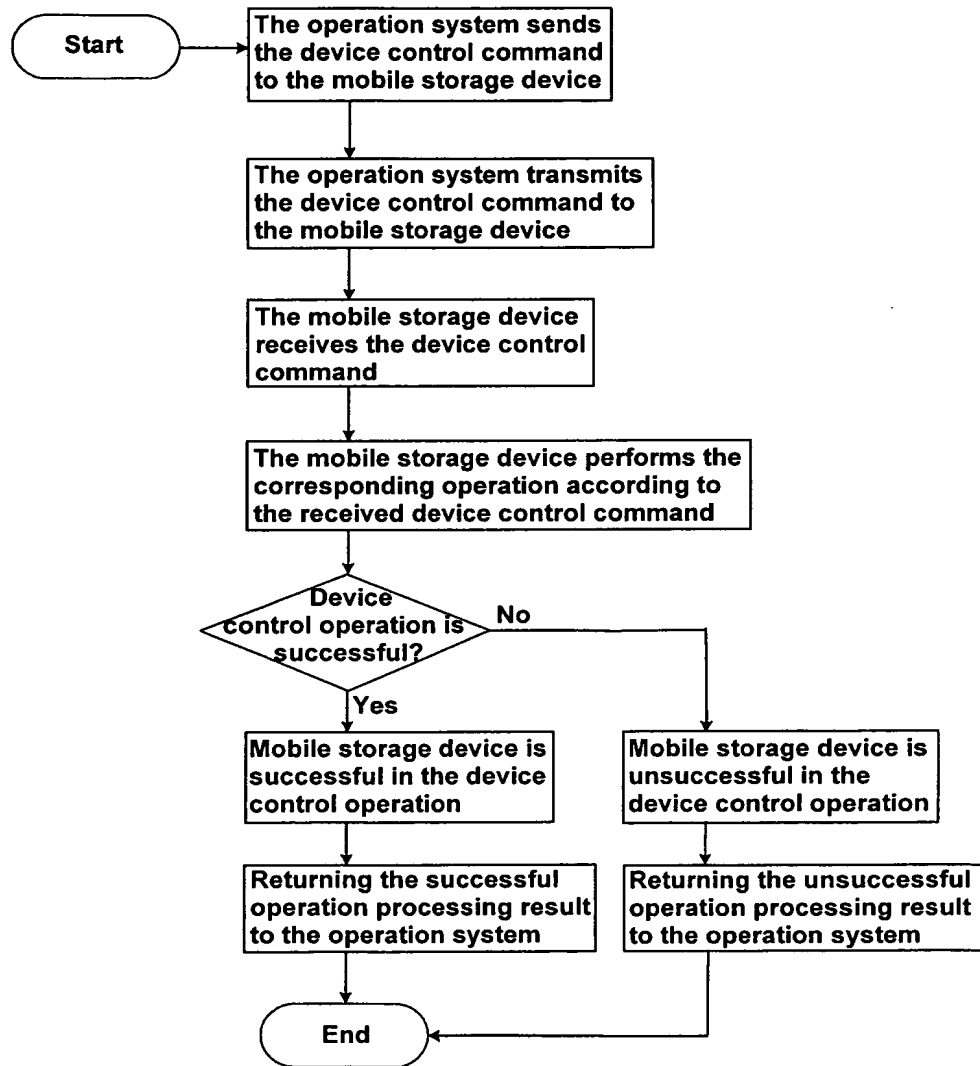 Start
The operation system sends
the device control command
to the mobile storage device
The operation system transmits
the device control command to
the mobile storage device
The mobile storage device
receives the device control
command
The mobile storage device performs the
corresponding operation according to
the received device control command
Device
control operation is
successful?
No
Yes
Mobile storage device is
successful in the device
control operation
Mobile storage device is
unsuccessful in the
device control operation
Returning the successful
operation processing result
to the operation system
Returning the unsuccessful
operation processing result
to the operation system
End